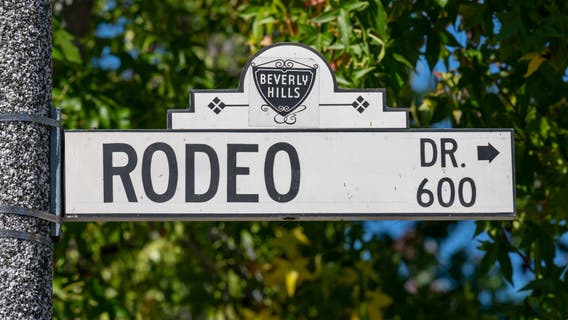 BEVERLY
HILLS
RODEO DR.
600